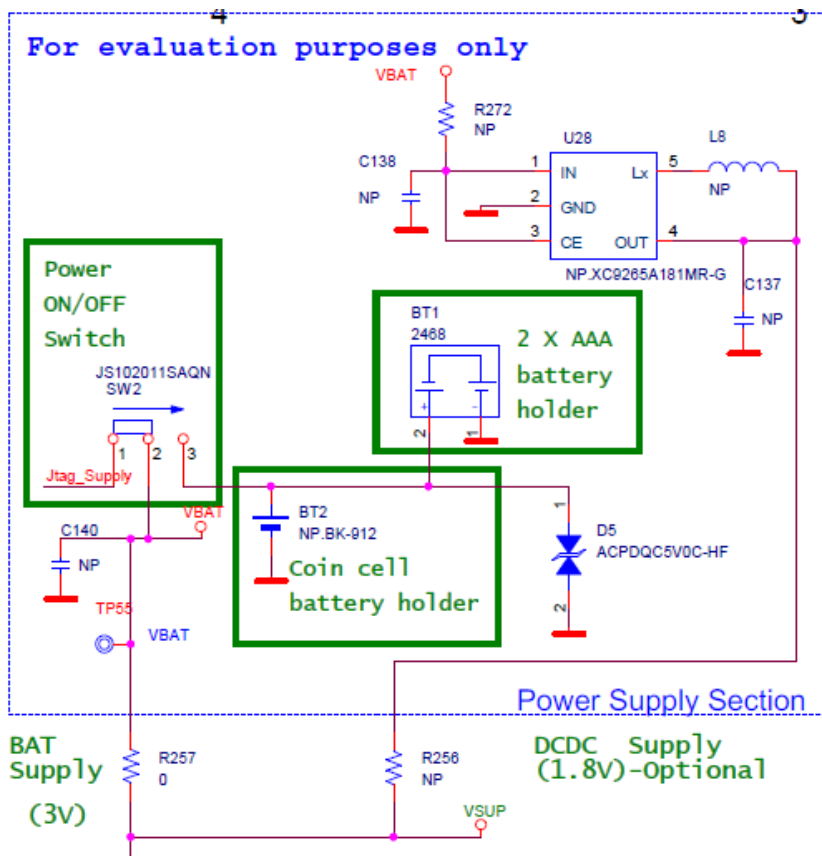 4
For evaluation purposes only
VBAT
R272
NP
U28
L8
C138
NP
1
IN
Lx
5
NP
2
GND
3
CE
OUT
4
NP.XC9265A181MR-G
C137
NP
Power
ON/OFF
Switch
JS102011SAQN
SW2
1
2
3
Jtag_Supply
BT1
2468
+
-
2
1
2 X AAA
battery
holder
VBAT
C140
NP
TP55
VBAT
BT2
NP.BK-912
Coin cell
battery holder
1
D5
ACPDQC5V0C-HF
2
Power Supply Section
BAT
Supply
(3V)
R257
0
R256
NP
DCDC Supply
(1.8V)-Optional
VSUP